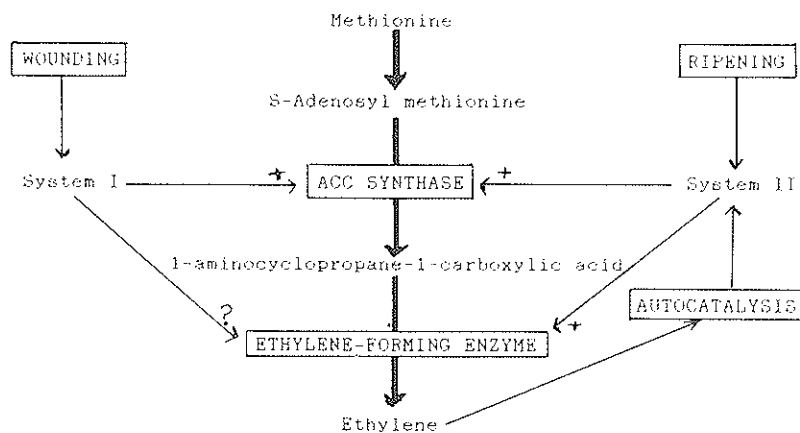 Methionine
WOUNDING
RIPENING
S-Adenosyl methionine
System I
+
ACC SYNTHASE
+
System II
1-aminocyclopropane-1-carboxylic acid
AUTOCATALYSIS
?
+
ETHYLENE-FORMING ENZYME
Ethylene